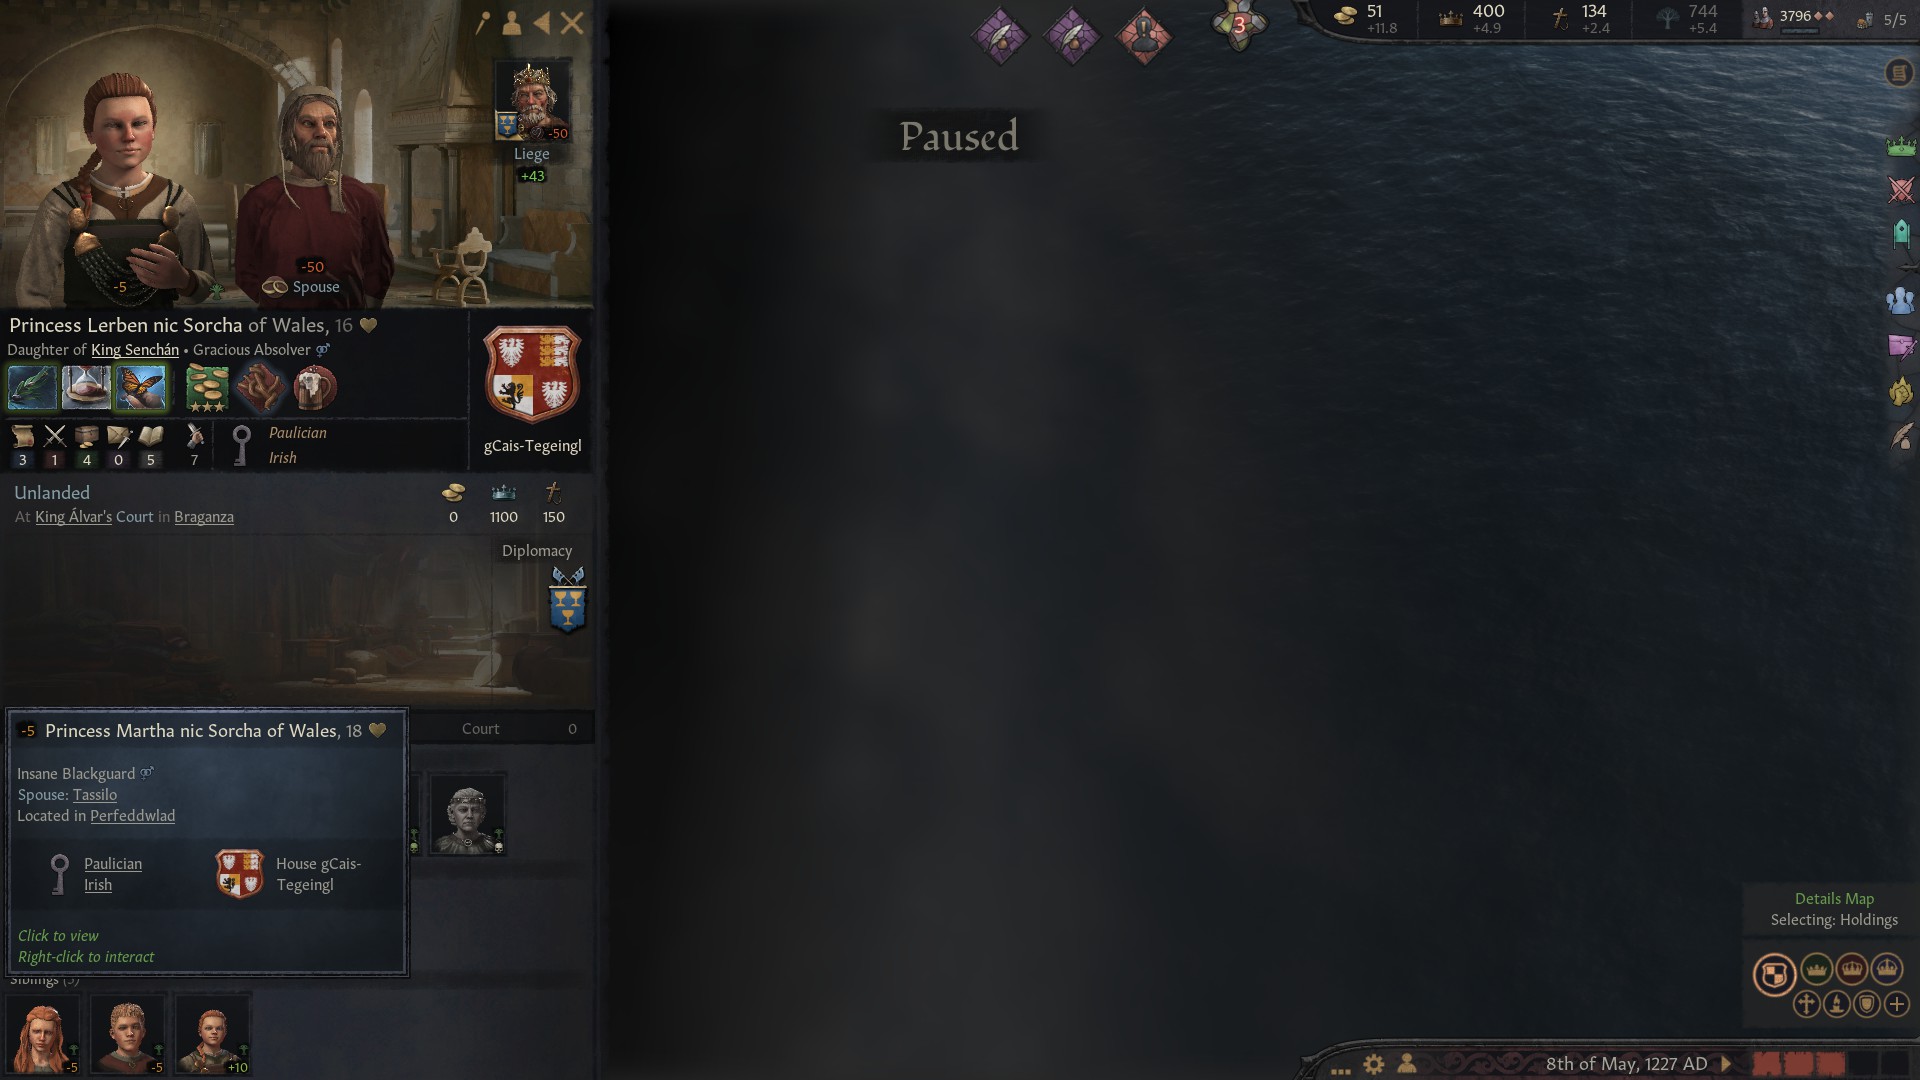 51
+11.8
400
+4.9
134
+2.4
744
+5.4
3796
5/5
3
Paused
-50
Liege
+43
-50
Spouse
-5
Princess Lerben nic Sorcha of Wales, 16
Daughter of King Senchán • Gracious Absolver
3 1 4 0 5 7
Paulician
Irish
gCais-Tegeingl
Unlanded
At King Álvar's Court in Braganza
0 1100 150
Diplomacy
Court 0
-5 Princess Martha nic Sorcha of Wales, 18
Insane Blackguard
Spouse: Tassilo
Located in Perfeddwlad
Paulician
Irish
House gCais-
Tegeingl
Click to view
Right-click to interact
Siblings (3)
-5 -5 +10
Details Map
Selecting: Holdings
8th of May, 1227 AD